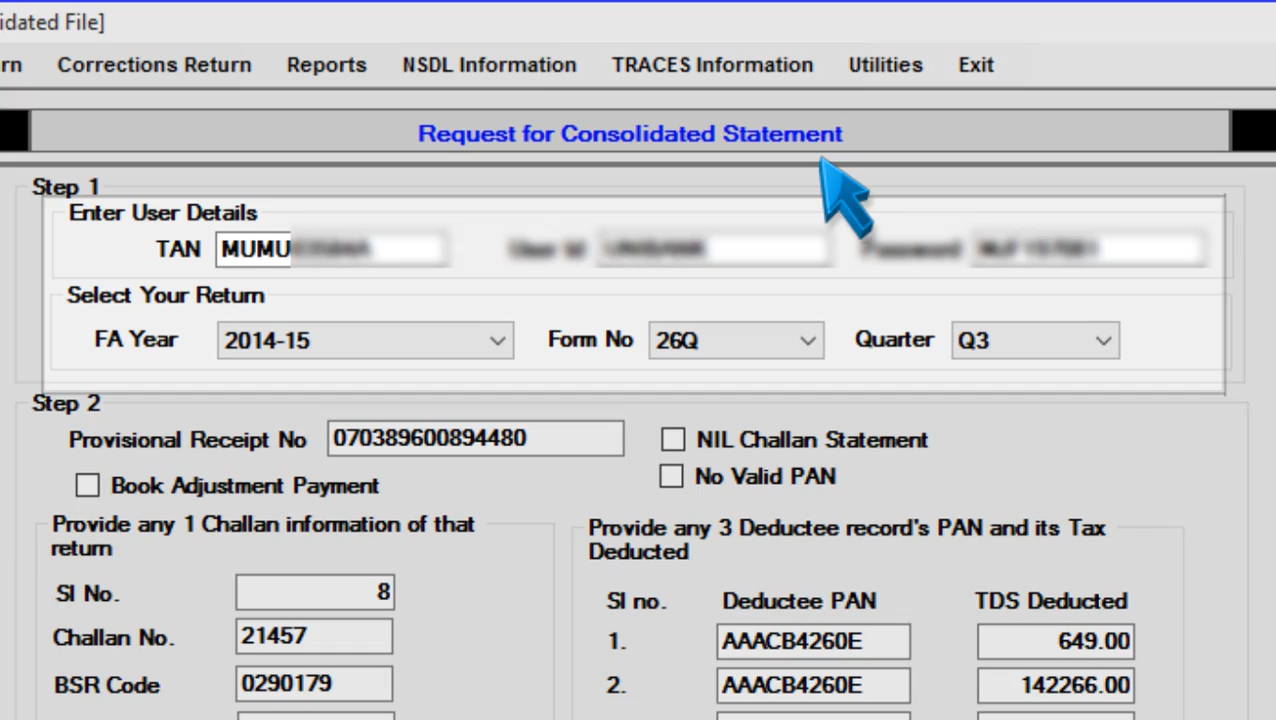 idated File]
rn Corrections Return Reports NSDL Information TRACES Information Utilities Exit
Request for Consolidated Statement
Step 1
Enter User Details
TAN MUMU
Select Your Return
FA Year 2014-15 Form No 26Q Quarter Q3
Step 2
Provisional Receipt No 070389600894480 NIL Challan Statement
No Valid PAN
Book Adjustment Payment
Provide any 1 Challan information of that
return
Provide any 3 Deductee record's PAN and its Tax
Deducted
SI No. 8
SI no. Deductee PAN TDS Deducted
Challan No. 21457
1. AAACB4260E 649.00
BSR Code 0290179
2. AAACB4260E 142266.00